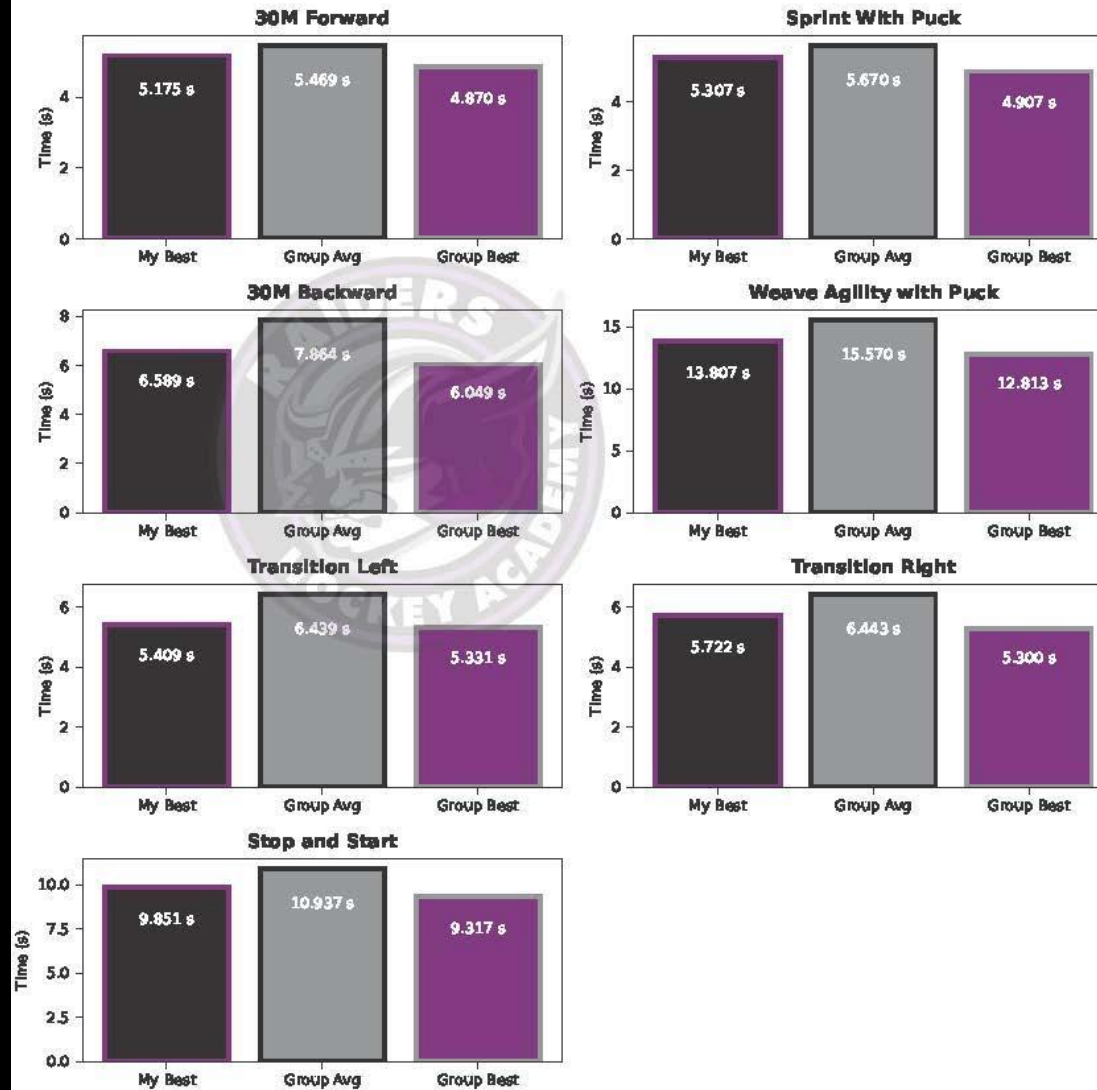 30M Forward
Time (s)
4
2
0
5.175 s
5.469 s
4.870 s
My Best
Group Avg
Group Best
Sprint With Puck
Time (s)
4
2
0
5.307 s
5.670 s
4.907 s
My Best
Group Avg
Group Best
30M Backward
Time (s)
8
6
4
2
0
6.589 s
7.864 s
6.049 s
My Best
Group Avg
Group Best
Weave Agility with Puck
Time (s)
15
10
5
0
13.807 s
15.570 s
12.813 s
My Best
Group Avg
Group Best
RAIDERS
HOCKEY ACADEMY
Transition Left
Time (s)
6
4
2
0
5.409 s
6.439 s
5.331 s
My Best
Group Avg
Group Best
Transition Right
Time (s)
6
4
2
0
5.722 s
6.443 s
5.300 s
My Best
Group Avg
Group Best
Stop and Start
Time (s)
10.0
7.5
5.0
2.5
0.0
9.851 s
10.937 s
9.317 s
My Best
Group Avg
Group Best